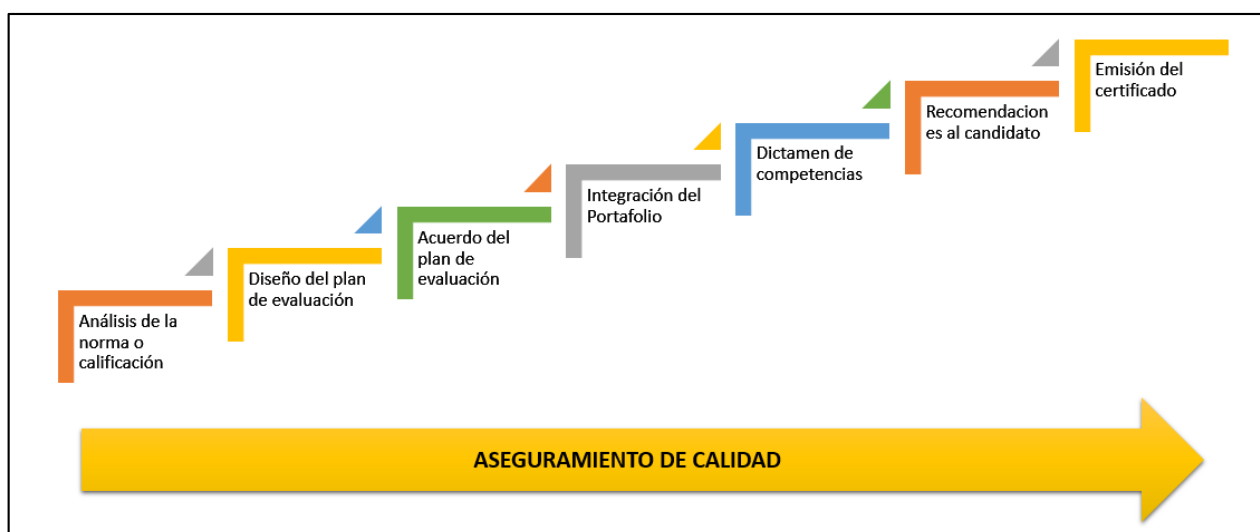 Análisis de la
norma o
calificación
Diseño del plan
de evaluación
Acuerdo del
plan de
evaluación
Integración del
Portafolio
Dictamen de
competencias
Recomendacion
es al candidato
Emisión del
certificado
ASEGURAMIENTO DE CALIDAD